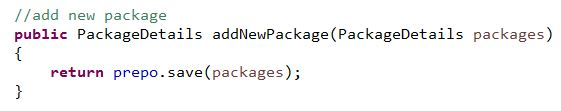 //add new package
public PackageDetails addNewPackage(PackageDetails packages)
{
    return prepo.save(packages);
}